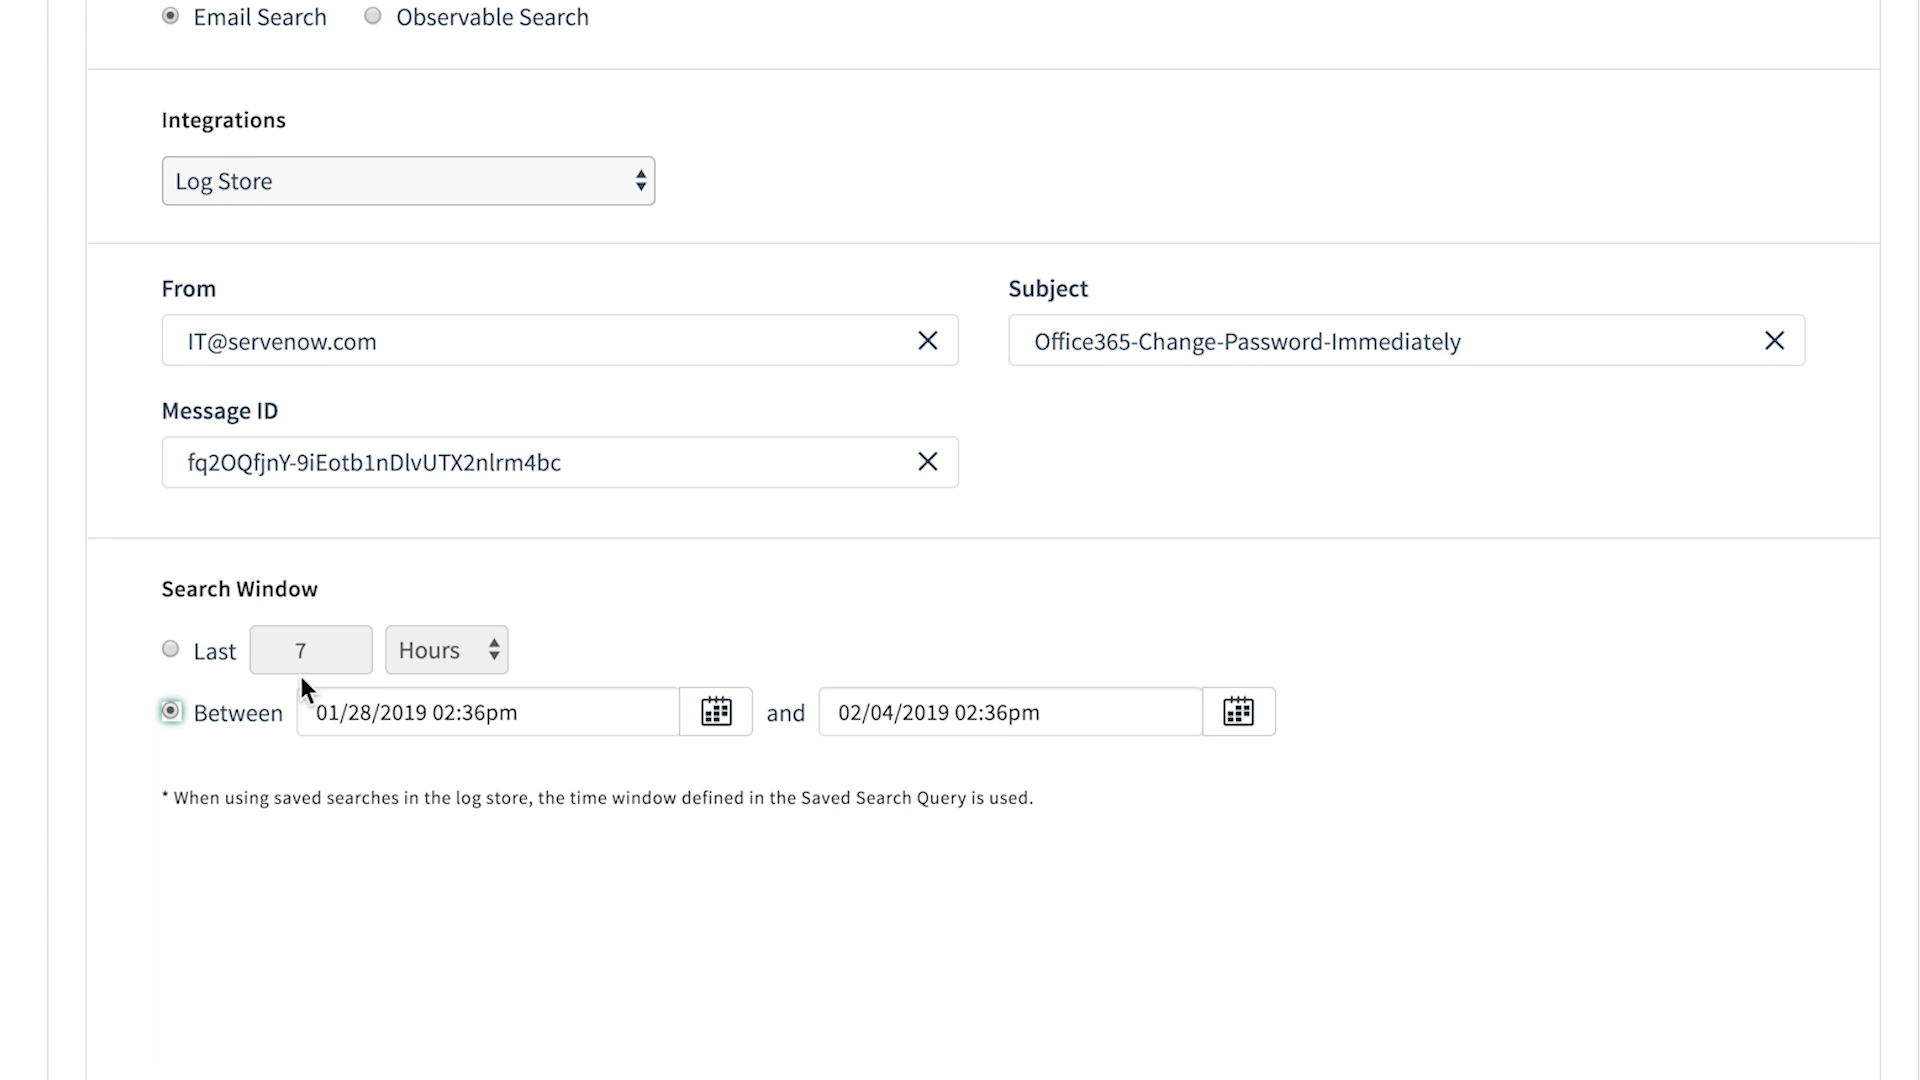 Email Search Observable Search
Integrations
Log Store
From Subject
IT@servenow.com Office365-Change-Password-Immediately
Message ID
fq2OQfjnY-9iEotb1nDlvUTX2nlrm4bc
Search Window
Last 7 Hours
Between 01/28/2019 02:36pm and 02/04/2019 02:36pm
* When using saved searches in the log store, the time window defined in the Saved Search Query is used.